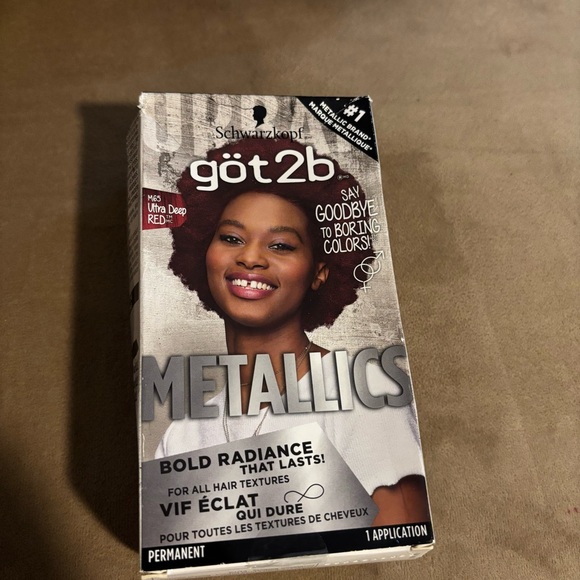 #1
METALLIC BRAND*
MARQUE METALLIQUE*
Schwarzkopf
göt2b
M65
Ultra Deep
RED
SAY
GOODBYE
TO BORING
COLORS!
METALLICS
BOLD RADIANCE
THAT LASTS!
FOR ALL HAIR TEXTURES
VIF ÉCLAT
QUI DURE
POUR TOUTES LES TEXTURES DE CHEVEUX
PERMANENT
1 APPLICATION